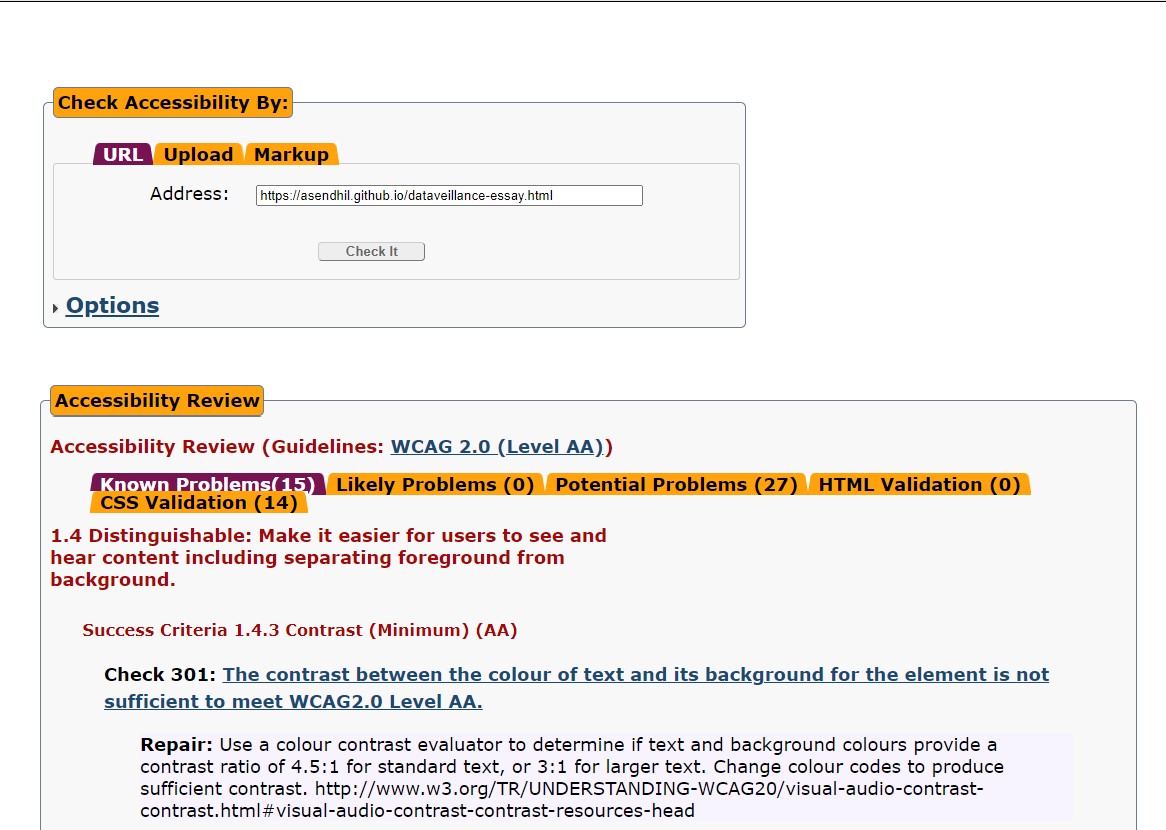 Check Accessibility By:
URL Upload Markup
Address: https://asendhil.github.io/dataveillance-essay.html
Check It
Options
Accessibility Review
Accessibility Review (Guidelines: WCAG 2.0 (Level AA))
Known Problems(15) Likely Problems (0) Potential Problems (27) HTML Validation (0)
CSS Validation (14)
1.4 Distinguishable: Make it easier for users to see and
hear content including separating foreground from
background.
Success Criteria 1.4.3 Contrast (Minimum) (AA)
Check 301: The contrast between the colour of text and its background for the element is not
sufficient to meet WCAG2.0 Level AA.
Repair: Use a colour contrast evaluator to determine if text and background colours provide a
contrast ratio of 4.5:1 for standard text, or 3:1 for larger text. Change colour codes to produce
sufficient contrast. http://www.w3.org/TR/UNDERSTANDING-WCAG20/visual-audio-contrast-
contrast.html#visual-audio-contrast-contrast-resources-head